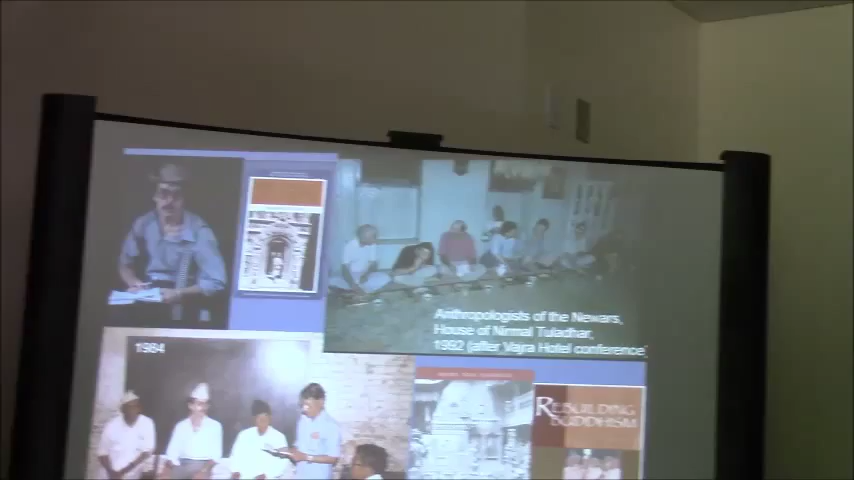 Anthropologists of the Newars,
House of Nirmal Tuladhar,
1992 (after Vajra Hotel conference)
1984
REBUILDING
BUDDHISM